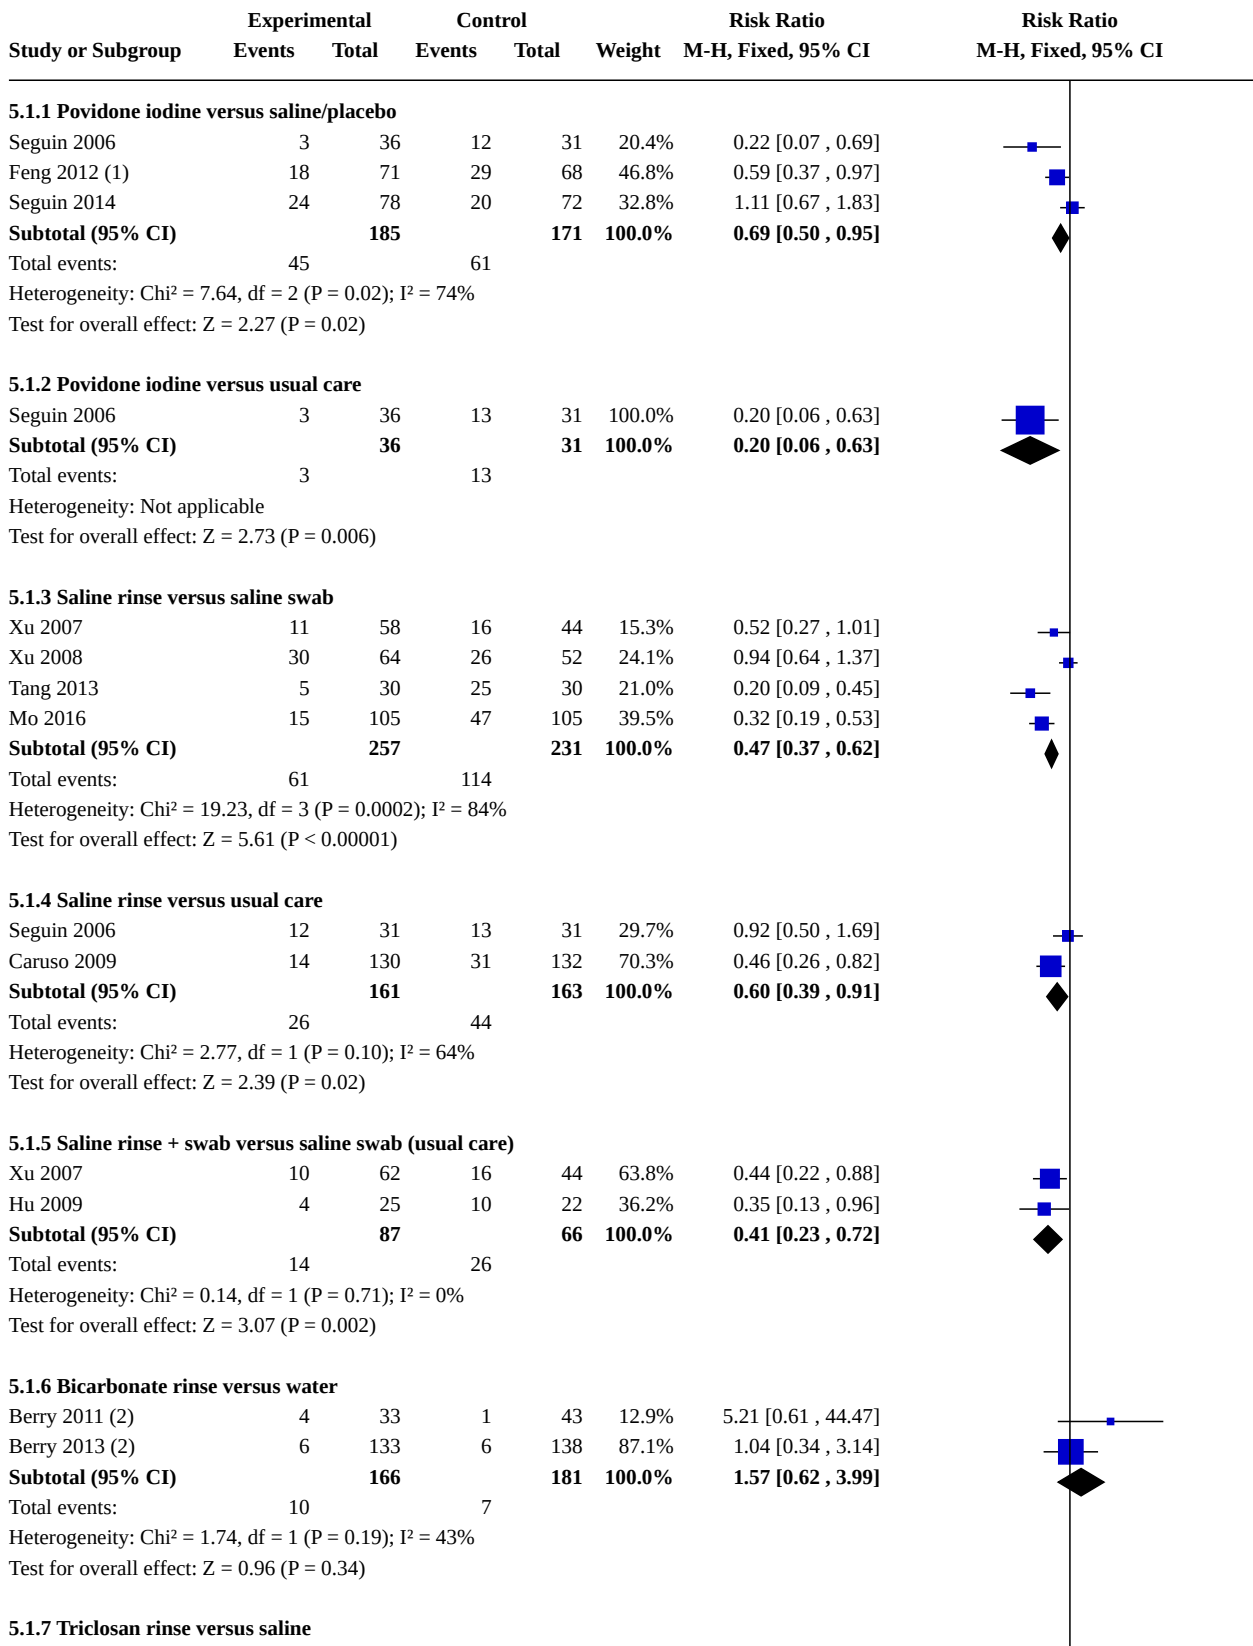 Experimental Control Risk Ratio Risk Ratio
Study or Subgroup Events Total Events Total Weight M-H, Fixed, 95% CI M-H, Fixed, 95% CI
5.1.1 Povidone iodine versus saline/placebo
Seguin 2006 3 36 12 31 20.4% 0.22 [0.07 , 0.69]
Feng 2012 (1) 18 71 29 68 46.8% 0.59 [0.37 , 0.97]
Seguin 2014 24 78 20 72 32.8% 1.11 [0.67 , 1.83]
Subtotal (95% CI) 185 171 100.0% 0.69 [0.50 , 0.95]
Total events: 45 61
Heterogeneity: Chi² = 7.64, df = 2 (P = 0.02); I² = 74%
Test for overall effect: Z = 2.27 (P = 0.02)
5.1.2 Povidone iodine versus usual care
Seguin 2006 3 36 13 31 100.0% 0.20 [0.06 , 0.63]
Subtotal (95% CI) 36 31 100.0% 0.20 [0.06 , 0.63]
Total events: 3 13
Heterogeneity: Not applicable
Test for overall effect: Z = 2.73 (P = 0.006)
5.1.3 Saline rinse versus saline swab
Xu 2007 11 58 16 44 15.3% 0.52 [0.27 , 1.01]
Xu 2008 30 64 26 52 24.1% 0.94 [0.64 , 1.37]
Tang 2013 5 30 25 30 21.0% 0.20 [0.09 , 0.45]
Mo 2016 15 105 47 105 39.5% 0.32 [0.19 , 0.53]
Subtotal (95% CI) 257 231 100.0% 0.47 [0.37 , 0.62]
Total events: 61 114
Heterogeneity: Chi² = 19.23, df = 3 (P = 0.0002); I² = 84%
Test for overall effect: Z = 5.61 (P < 0.00001)
5.1.4 Saline rinse versus usual care
Seguin 2006 12 31 13 31 29.7% 0.92 [0.50 , 1.69]
Caruso 2009 14 130 31 132 70.3% 0.46 [0.26 , 0.82]
Subtotal (95% CI) 161 163 100.0% 0.60 [0.39 , 0.91]
Total events: 26 44
Heterogeneity: Chi² = 2.77, df = 1 (P = 0.10); I² = 64%
Test for overall effect: Z = 2.39 (P = 0.02)
5.1.5 Saline rinse + swab versus saline swab (usual care)
Xu 2007 10 62 16 44 63.8% 0.44 [0.22 , 0.88]
Hu 2009 4 25 10 22 36.2% 0.35 [0.13 , 0.96]
Subtotal (95% CI) 87 66 100.0% 0.41 [0.23 , 0.72]
Total events: 14 26
Heterogeneity: Chi² = 0.14, df = 1 (P = 0.71); I² = 0%
Test for overall effect: Z = 3.07 (P = 0.002)
5.1.6 Bicarbonate rinse versus water
Berry 2011 (2) 4 33 1 43 12.9% 5.21 [0.61 , 44.47]
Berry 2013 (2) 6 133 6 138 87.1% 1.04 [0.34 , 3.14]
Subtotal (95% CI) 166 181 100.0% 1.57 [0.62 , 3.99]
Total events: 10 7
Heterogeneity: Chi² = 1.74, df = 1 (P = 0.19); I² = 43%
Test for overall effect: Z = 0.96 (P = 0.34)
5.1.7 Triclosan rinse versus saline